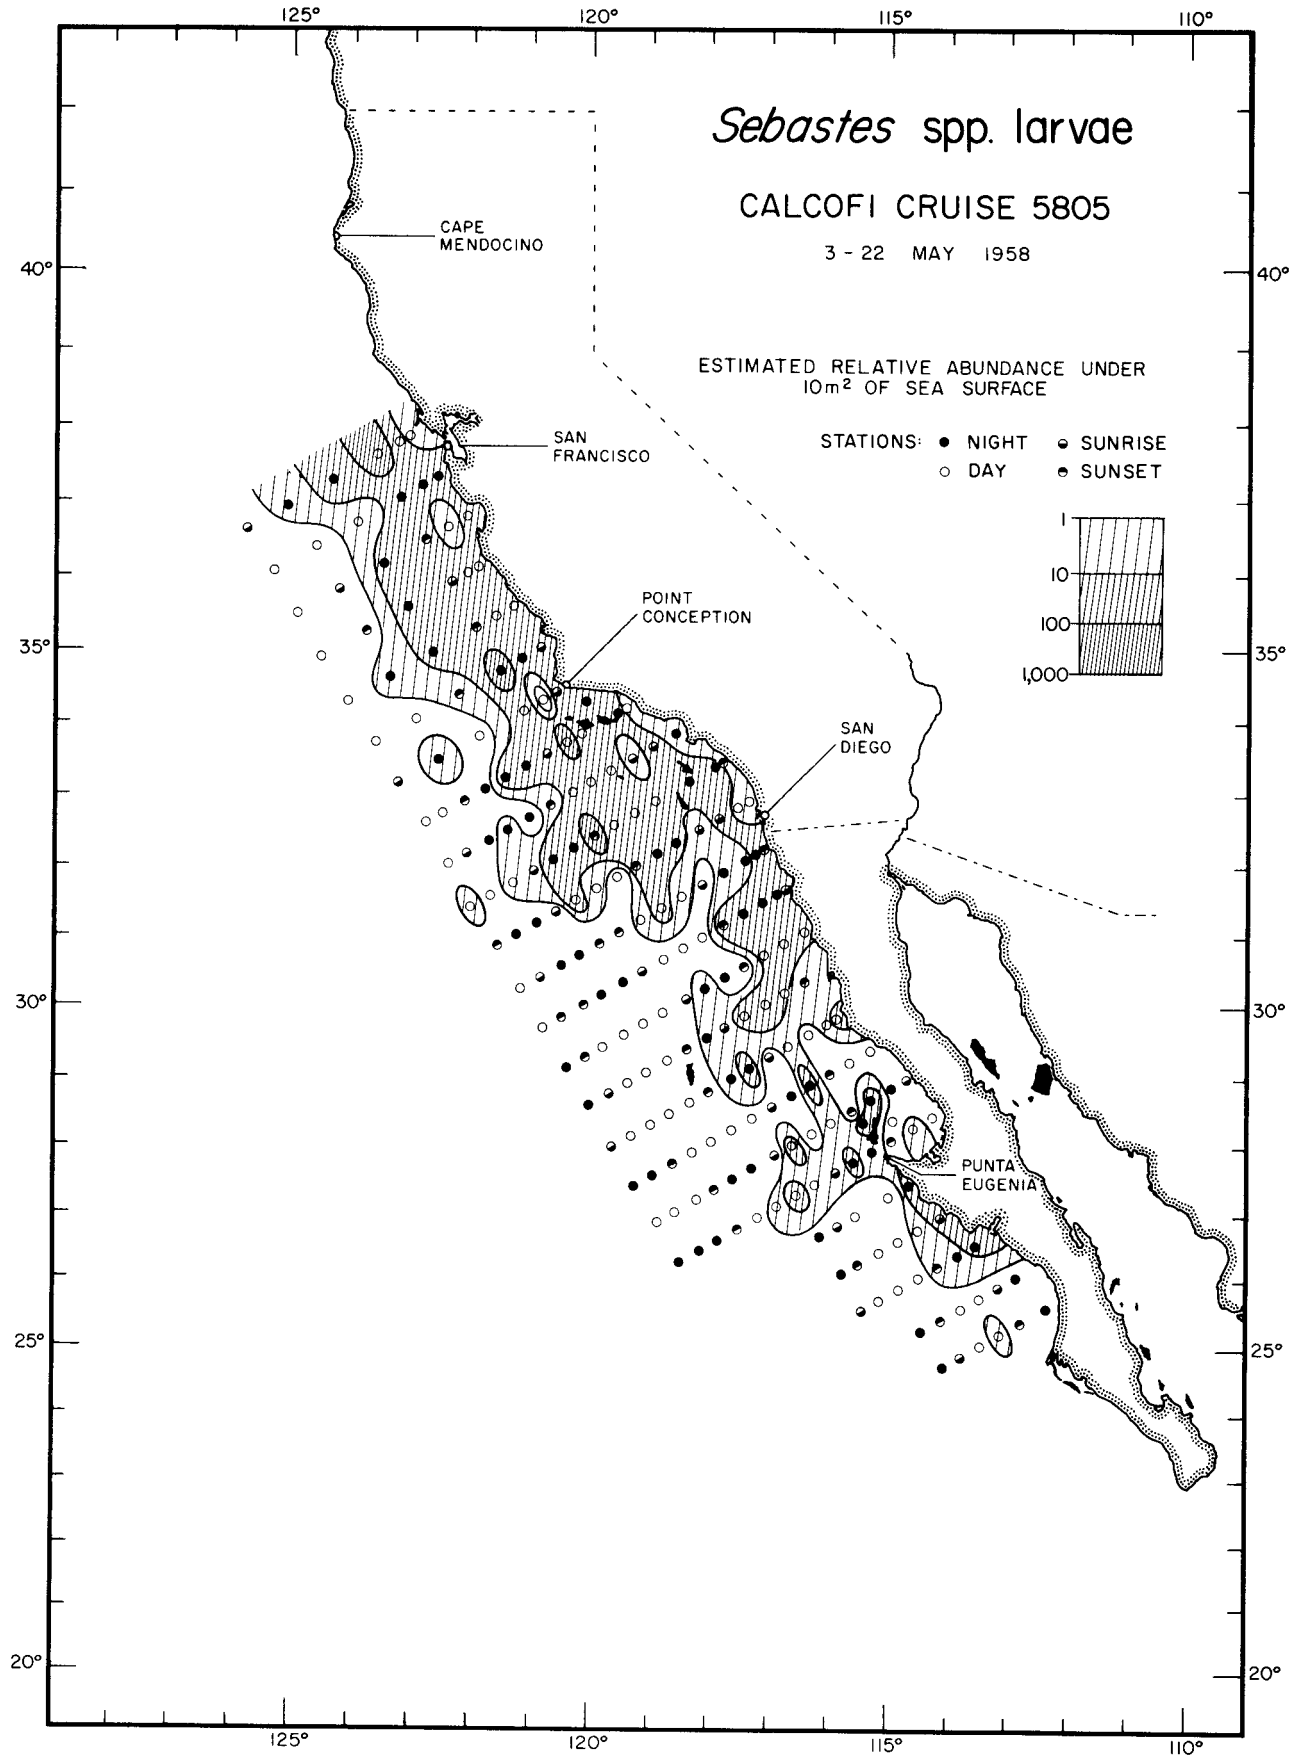 125° 120° 115° 110°
Sebastes spp. larvae
CALCOFI CRUISE 5805
3 - 22 MAY 1958
CAPE
MENDOCINO
40° 40°
ESTIMATED RELATIVE ABUNDANCE UNDER
10m² OF SEA SURFACE
STATIONS: ● NIGHT ◒ SUNRISE
○ DAY ◓ SUNSET
SAN
FRANCISCO
1
10
100
1,000
POINT
CONCEPTION
35° 35°
SAN
DIEGO
30° 30°
PUNTA
EUGENIA
25° 25°
20° 20°
125° 120° 115° 110°